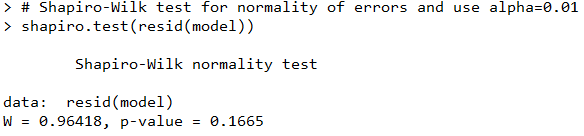 > # Shapiro-Wilk test for normality of errors and use alpha=0.01
> shapiro.test(resid(model))
Shapiro-Wilk normality test
data:  resid(model)
W = 0.96418, p-value = 0.1665